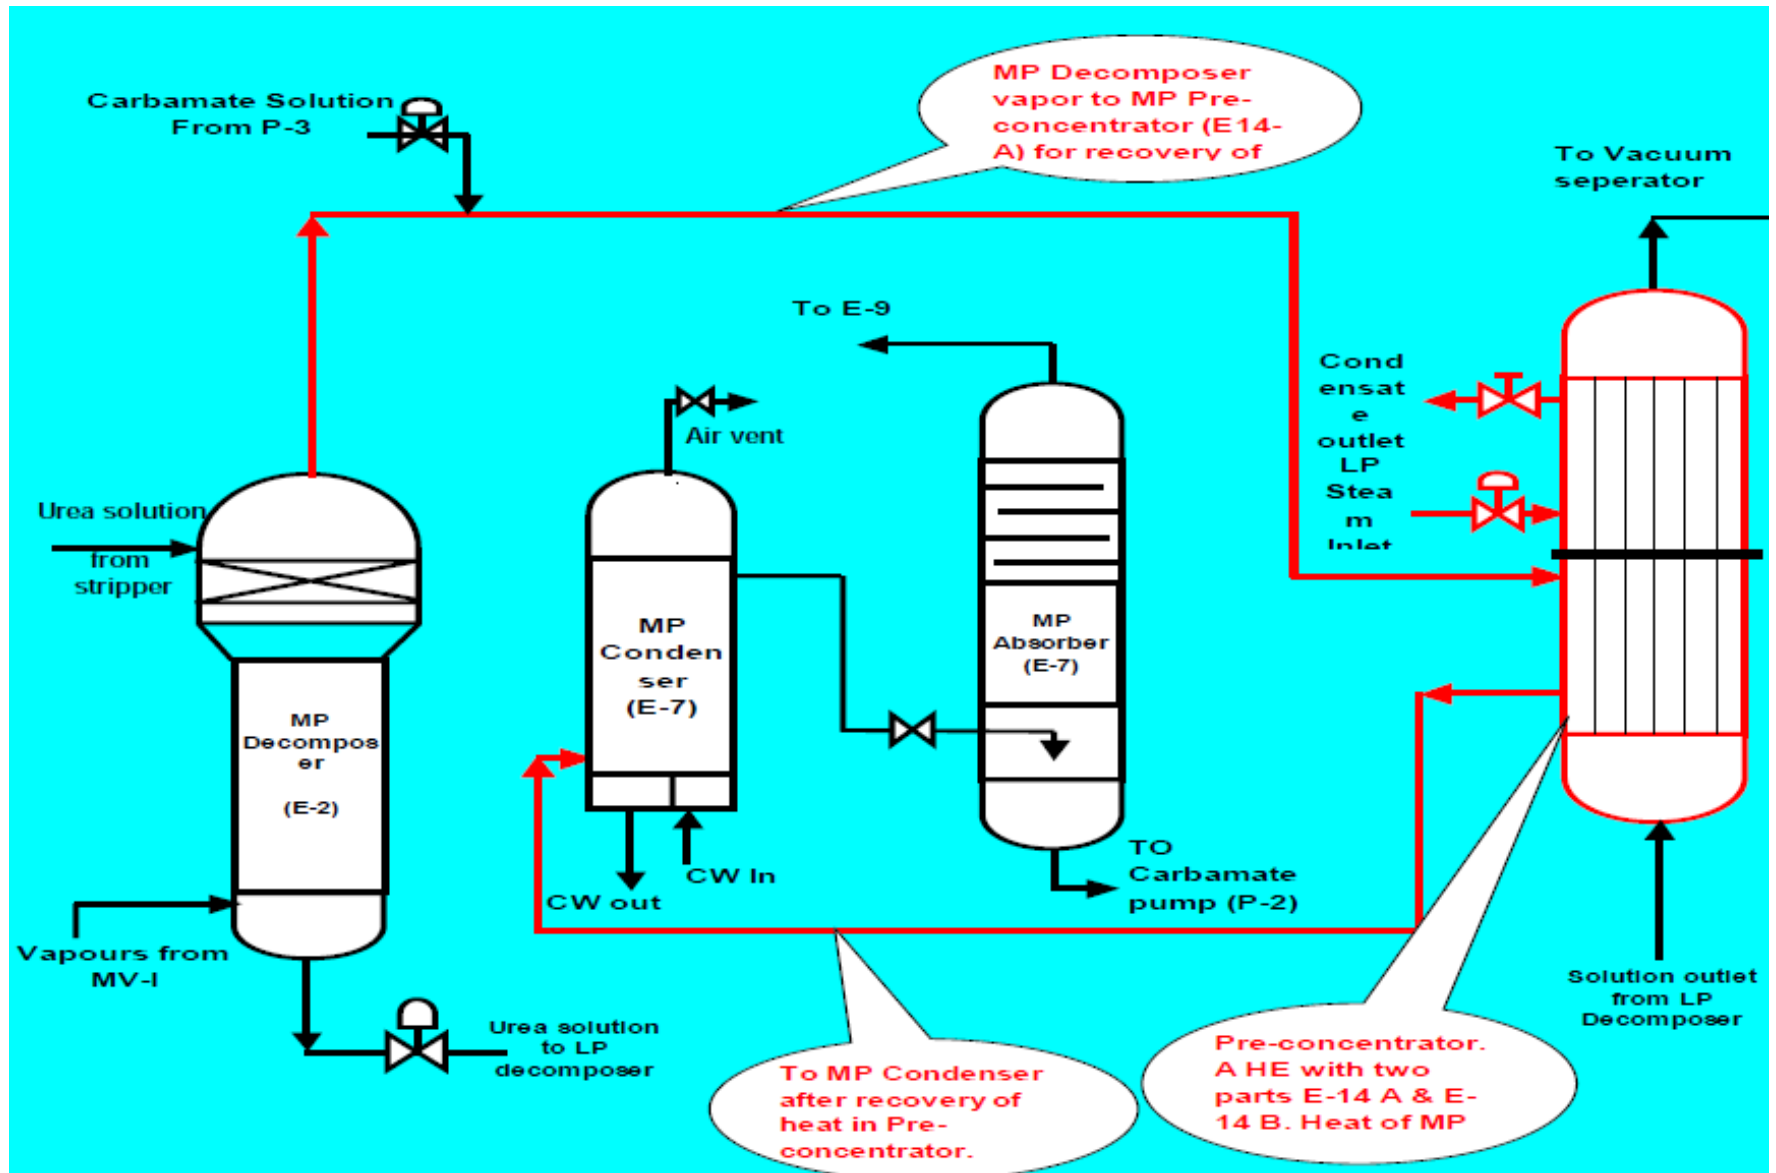 MP Decomposer
vapor to MP Pre-
concentrator (E14-
A) for recovery of
Carbamate Solution
From P-3
To Vacuum
seperator
To E-9
Cond
ensat
e
outlet
LP
Stea
m
Inlet
Air vent
Urea solution
from
stripper
MP
Conden
ser
(E-7)
MP
Absorber
(E-7)
MP
Decompos
er
(E-2)
CW In
CW out
TO
Carbamate
pump (P-2)
Vapours from
MV-I
Urea solution
to LP
decomposer
Solution outlet
from LP
Decomposer
To MP Condenser
after recovery of
heat in Pre-
concentrator.
Pre-concentrator.
A HE with two
parts E-14 A & E-
14 B. Heat of MP